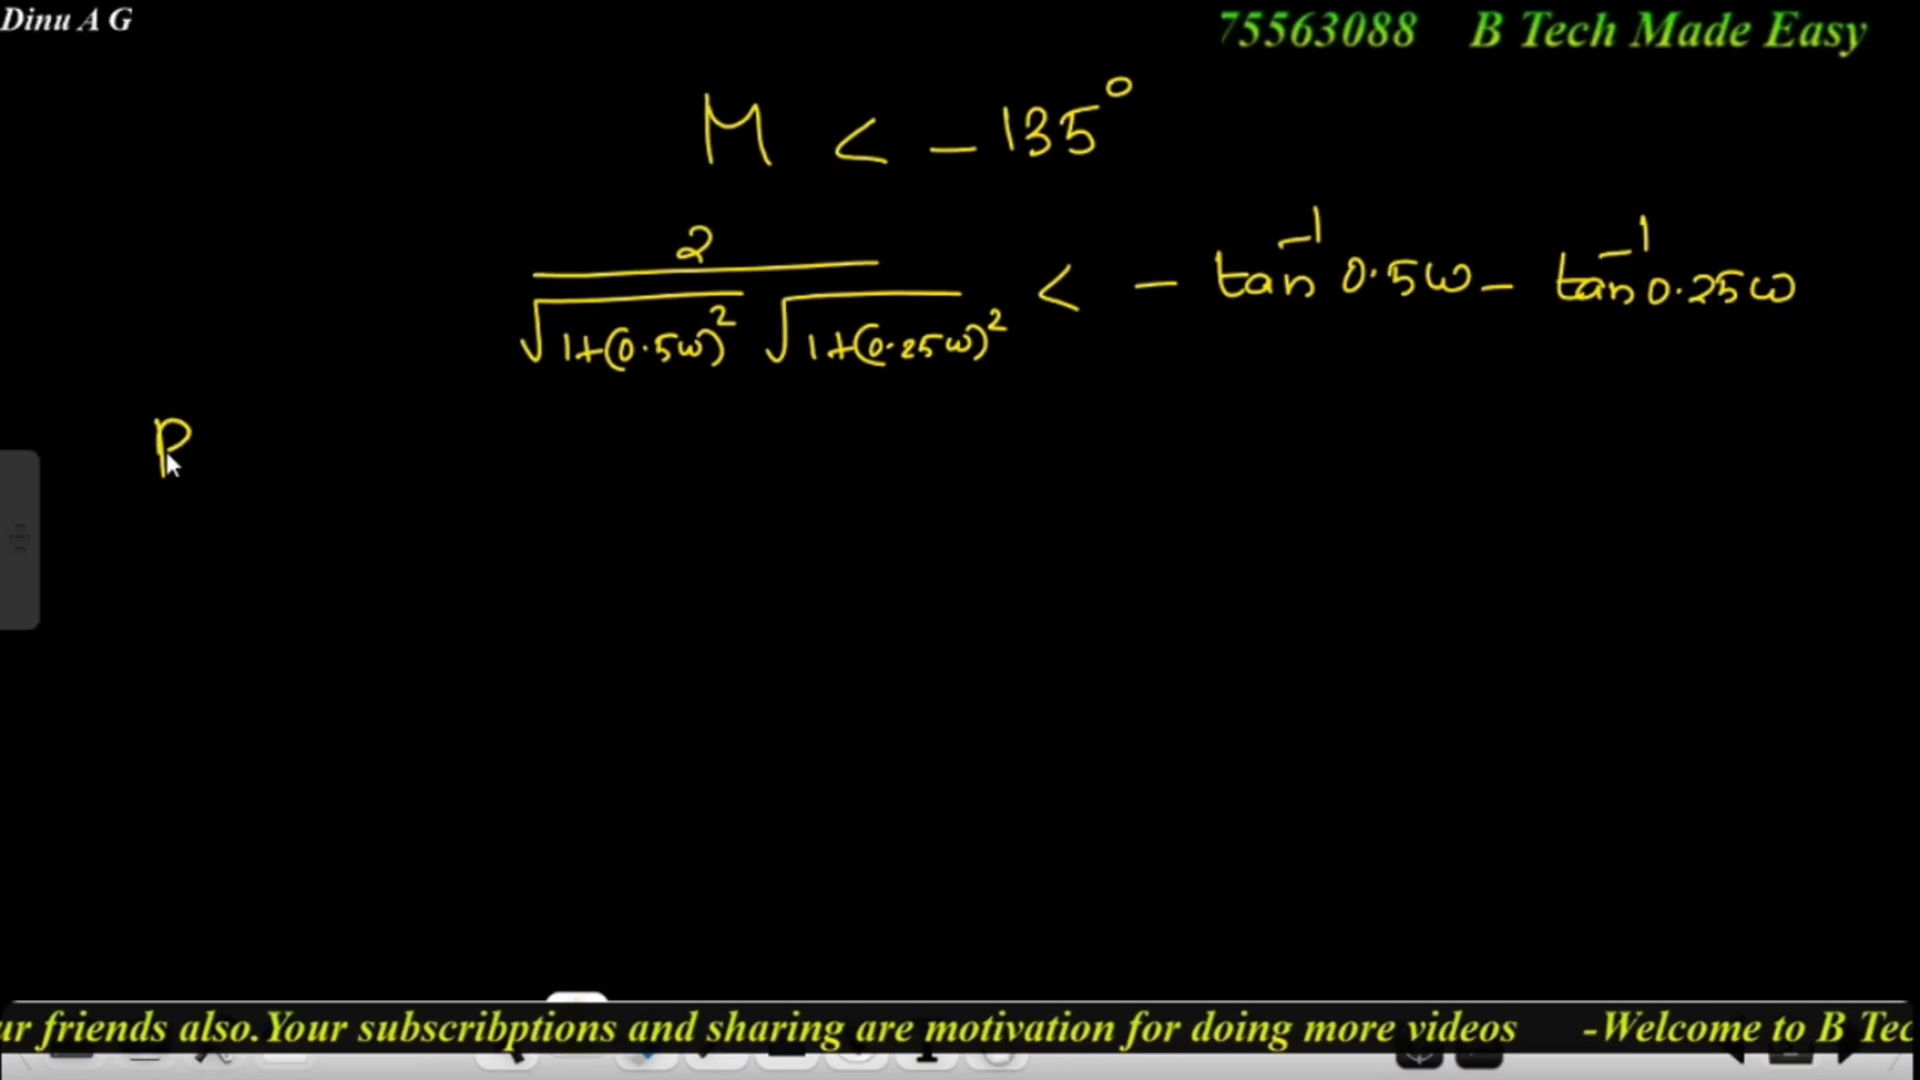 Dinu A G
75563088 B Tech Made Easy
M < - 135°
2
√1+(0.5ω)² √1+(0.25ω)² < - tan⁻¹ 0.5ω - tan⁻¹ 0.25ω
P
ur friends also.Your subscribptions and sharing are motivation for doing more videos -Welcome to B Tec